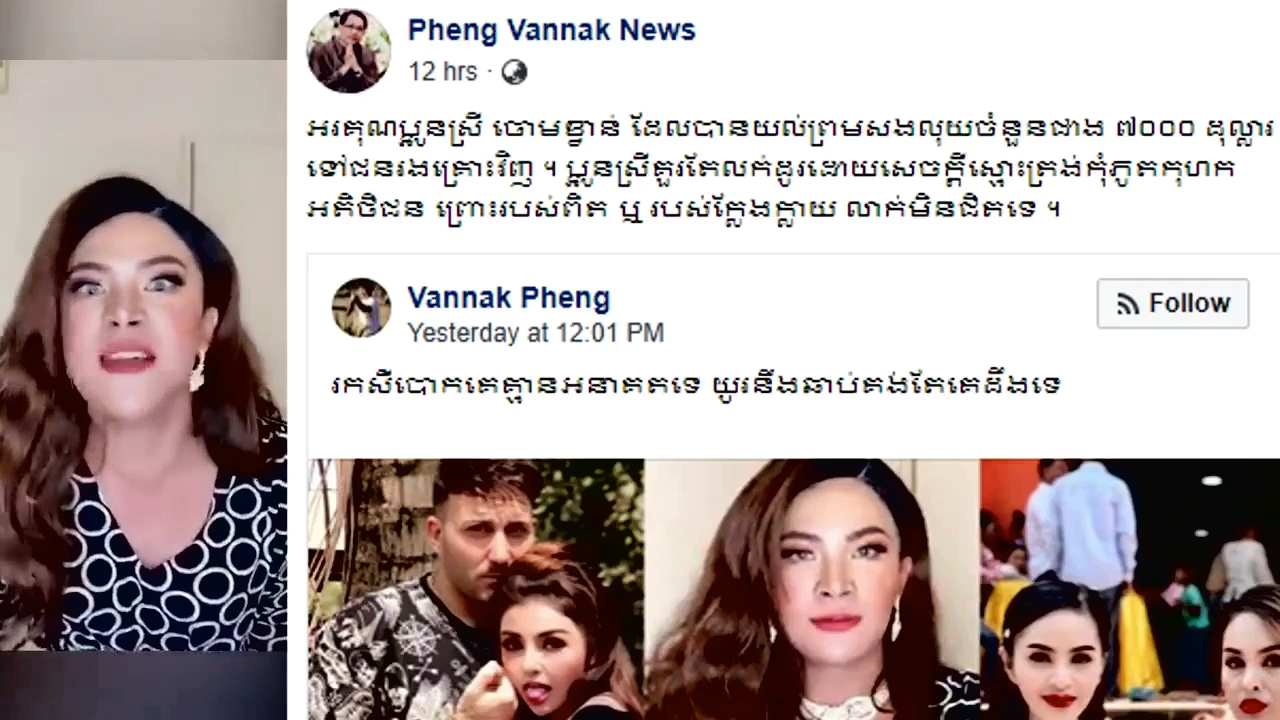 Pheng Vannak News
12 hrs ·
អរគុណប្អូនស្រី ចោមខ្វាន់ ដែលបានយល់ព្រមសងលុយចំនួនជាង ៧០០០ ដុល្លារ
ទៅជនរងគ្រោះវិញ ។ ប្អូនស្រីគួរតែលក់ដូរដោយសេចក្តីស្មោះត្រង់កុំភូតកុហក
អតិថិជន ព្រោះរបស់ពិត ឬ របស់ក្លែងក្លាយ លាក់មិនជិតទេ ។
Vannak Pheng
Follow
Yesterday at 12:01 PM
រកស៊ីបោកគេគ្មានអនាគតទេ យូរនឹងឆាប់គង់តែគេដឹងទេ